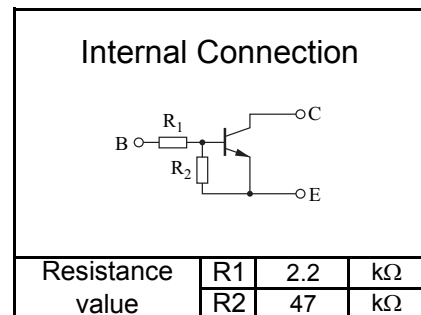 Internal Connection
C
R1
B
R2
E
Resistance value R1 2.2 kΩ
R2 47 kΩ